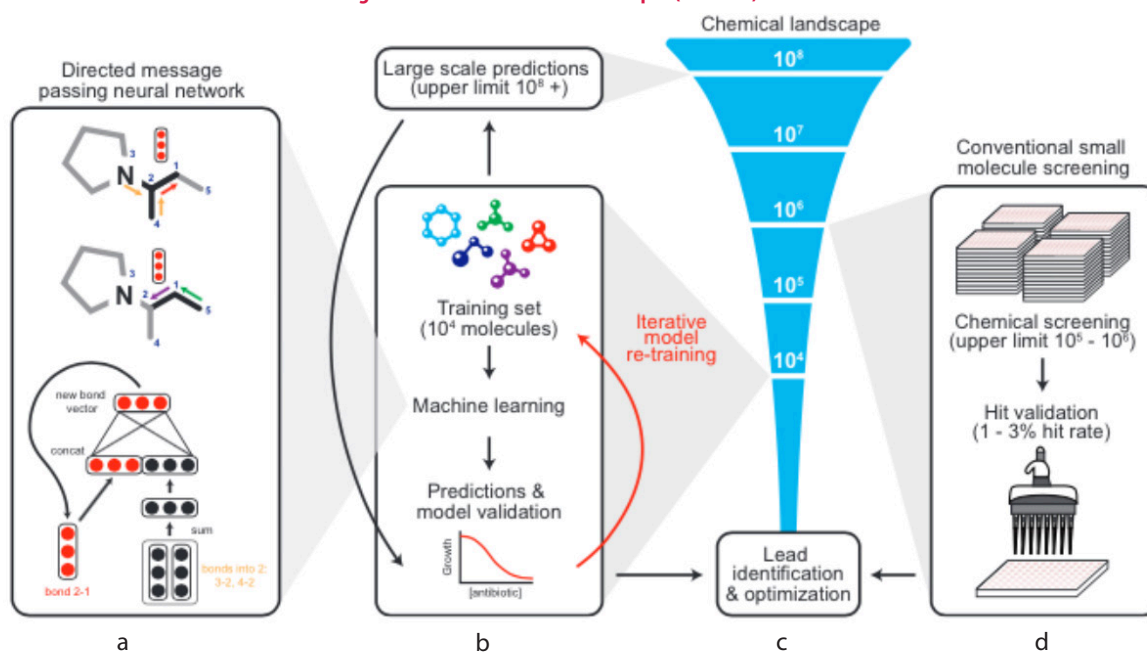 Chemical landscape
Directed message
passing neural network
3
N
2
1
5
4
3
N
2
1
5
4
new bond
vector
concat
sum
bonds into 2:
3-2, 4-2
bond 2-1
a
Large scale predictions
(upper limit 10⁸ +)
Training set
(10⁴ molecules)
Machine learning
Predictions &
model validation
Growth
[antibiotic]
Iterative
model
re-training
b
10⁸
10⁷
10⁶
10⁵
10⁴
Lead
identification
& optimization
c
Conventional small
molecule screening
Chemical screening
(upper limit 10⁵ - 10⁶)
Hit validation
(1 - 3% hit rate)
d